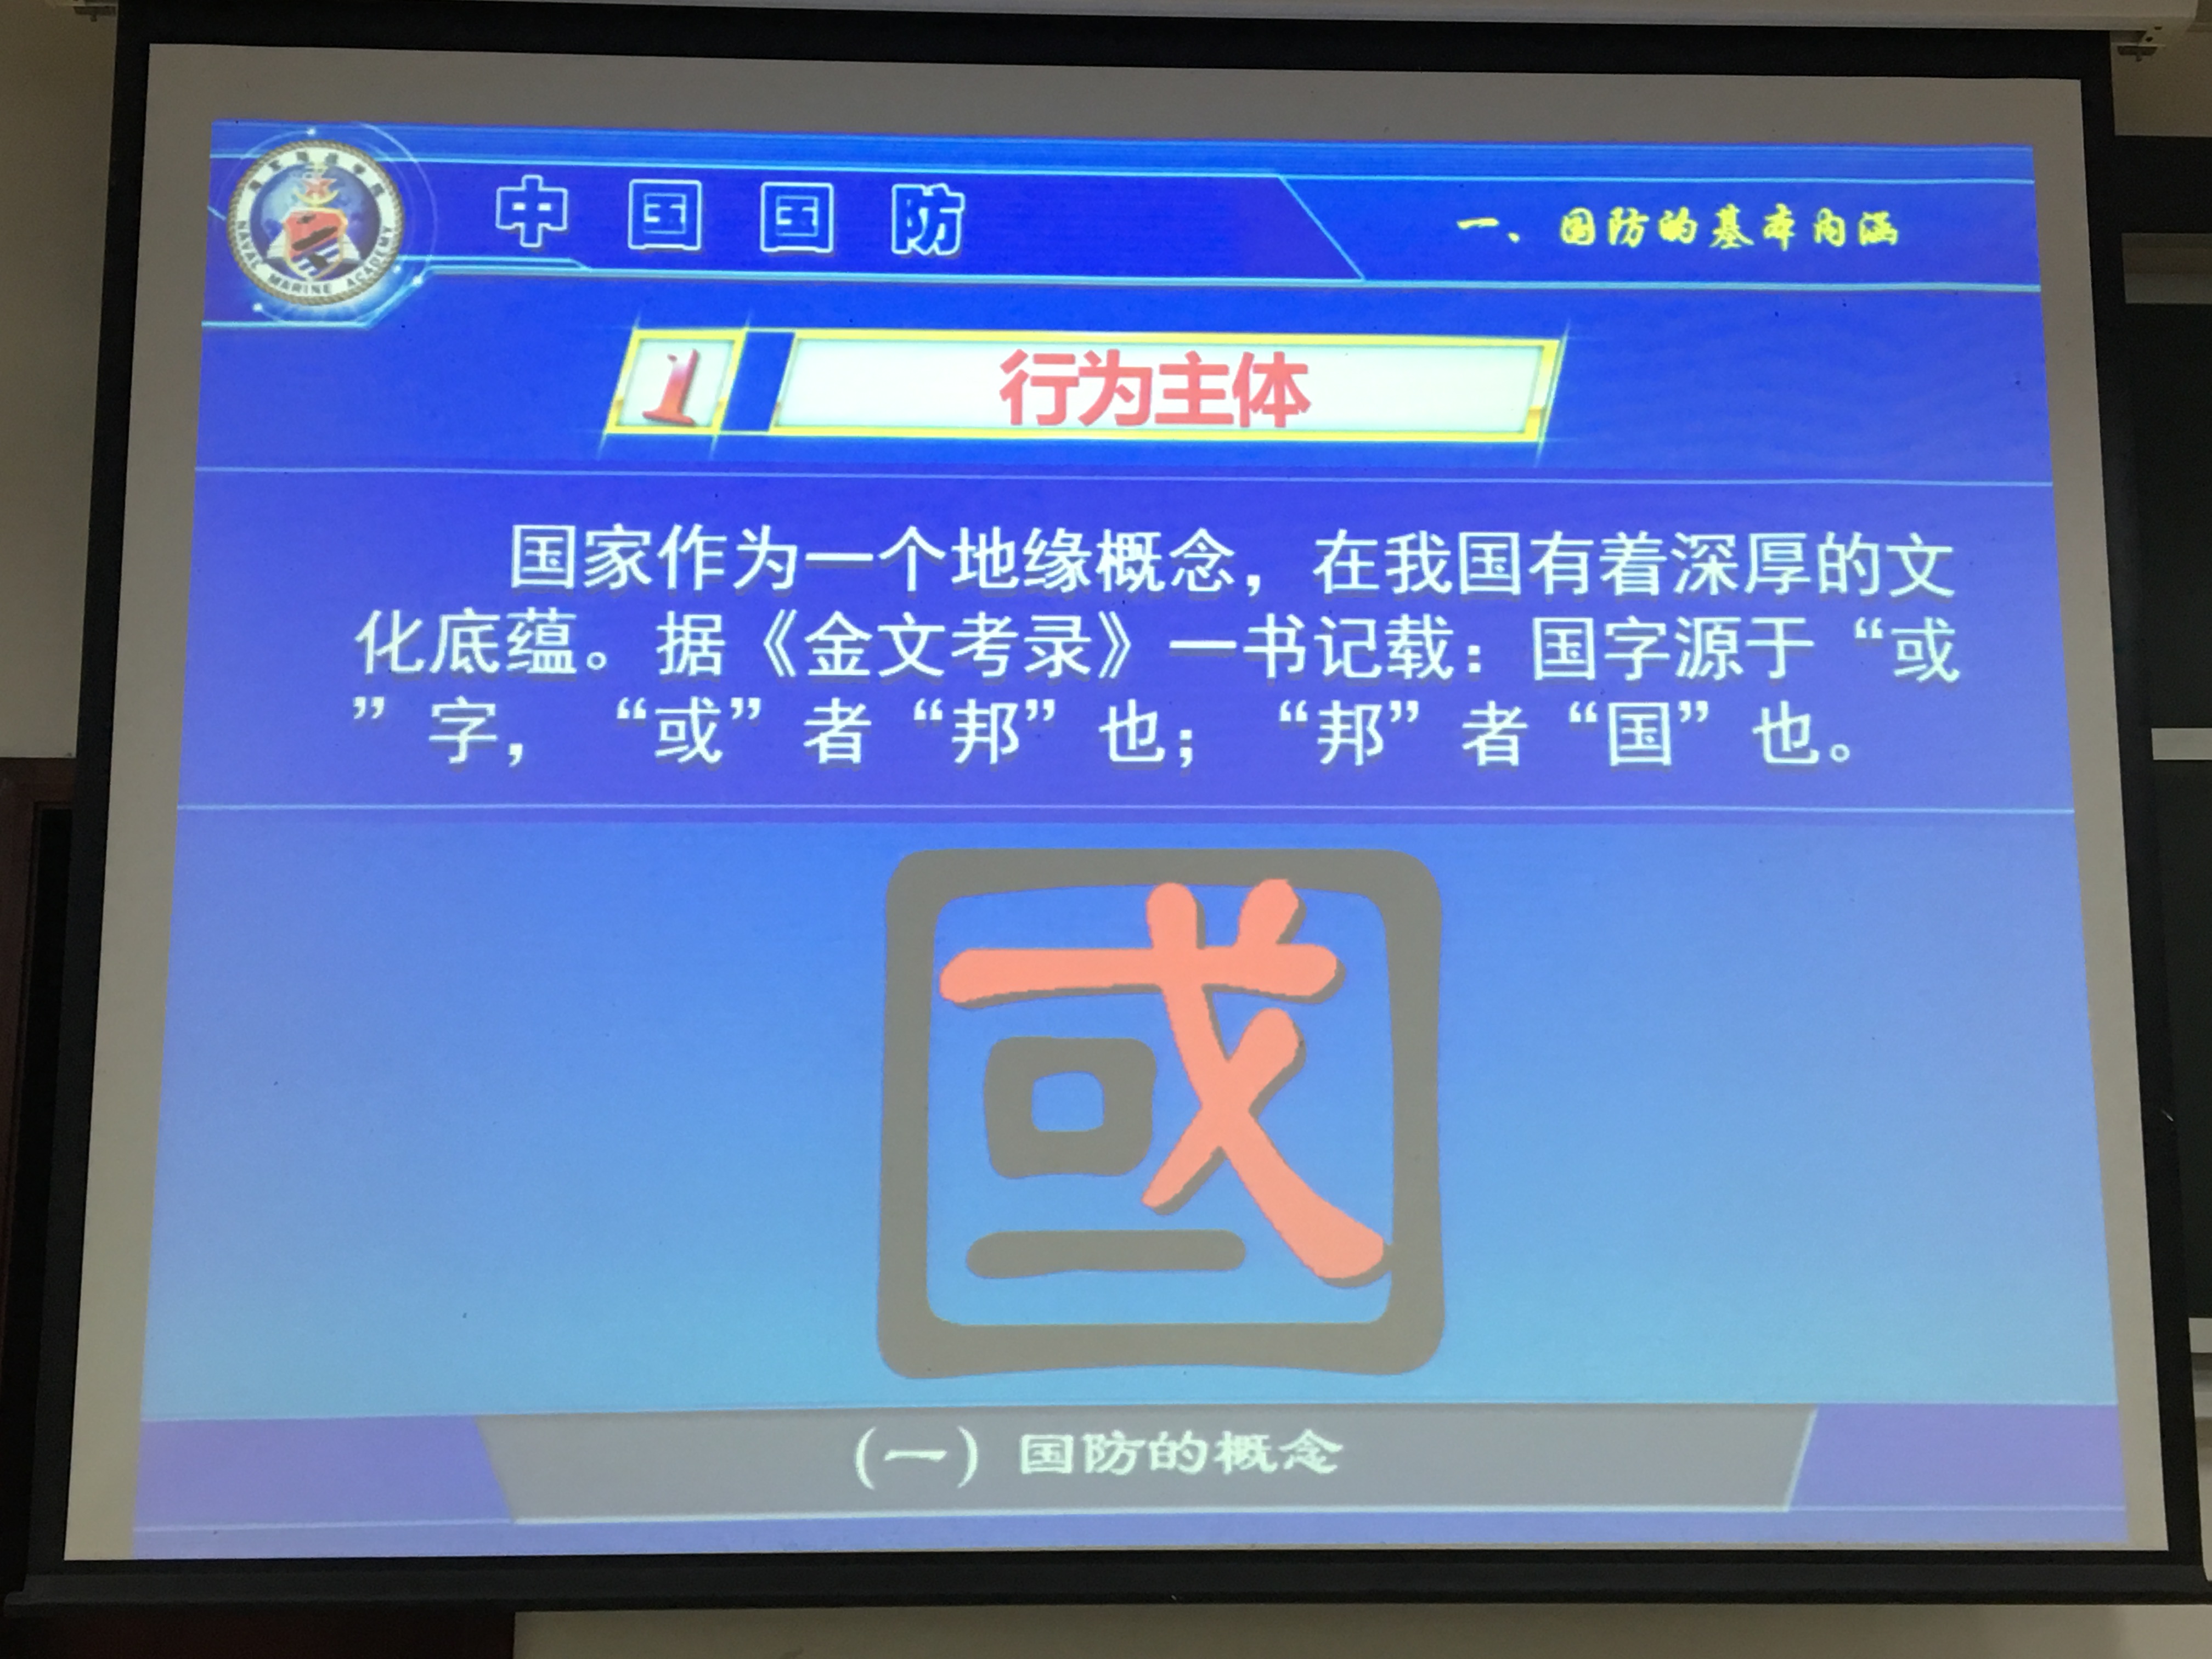 中国国防
一、国防的基本内涵
NAVAL MARINE ACADEMY
1 行为主体
国家作为一个地缘概念，在我国有着深厚的文
化底蕴。据《金文考录》一书记载：国字源于“或
”字，“或”者“邦”也；“邦”者“国”也。
國
（一）国防的概念